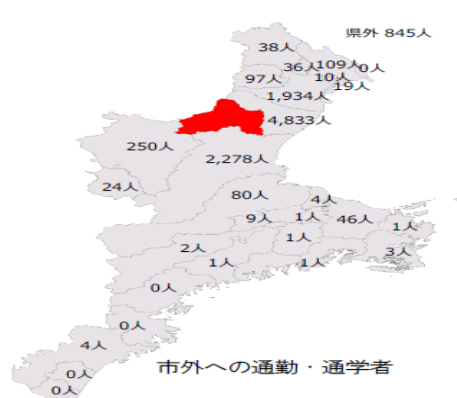 県外 845人
38人
36人
109人
0人
97人
10人
19人
1,934人
4,833人
250人
2,278人
24人
80人
4人
9人
1人
46人
1人
1人
2人
3人
1人
1人
0人
0人
4人
0人
0人
市外への通勤・通学者